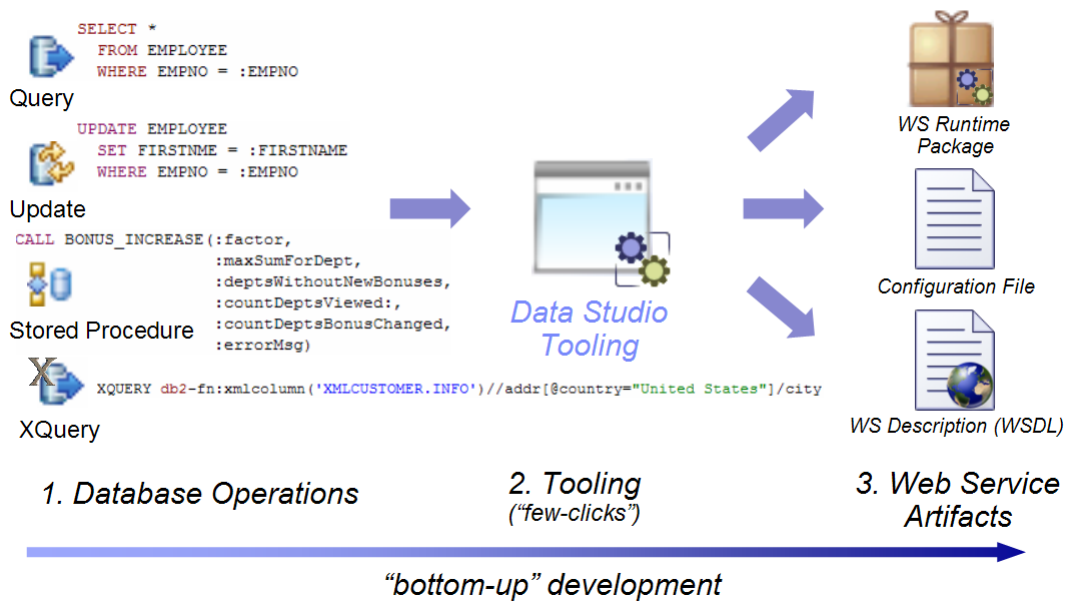 SELECT *
FROM EMPLOYEE
WHERE EMPNO = :EMPNO
Query
UPDATE EMPLOYEE
SET FIRSTNME = :FIRSTNAME
WHERE EMPNO = :EMPNO
Update
CALL BONUS_INCREASE(:factor,
:maxSumForDept,
:deptsWithoutNewBonuses,
:countDeptsViewed:,
:countDeptsBonusChanged,
:errorMsg)
Stored Procedure
X
XQUERY db2-fn:xmlcolumn('XMLCUSTOMER.INFO')//addr[@country="United States"]/city
XQuery
Data Studio
Tooling
WS Runtime
Package
Configuration File
WS Description (WSDL)
1. Database Operations
2. Tooling
(“few-clicks”)
3. Web Service
Artifacts
“bottom-up” development